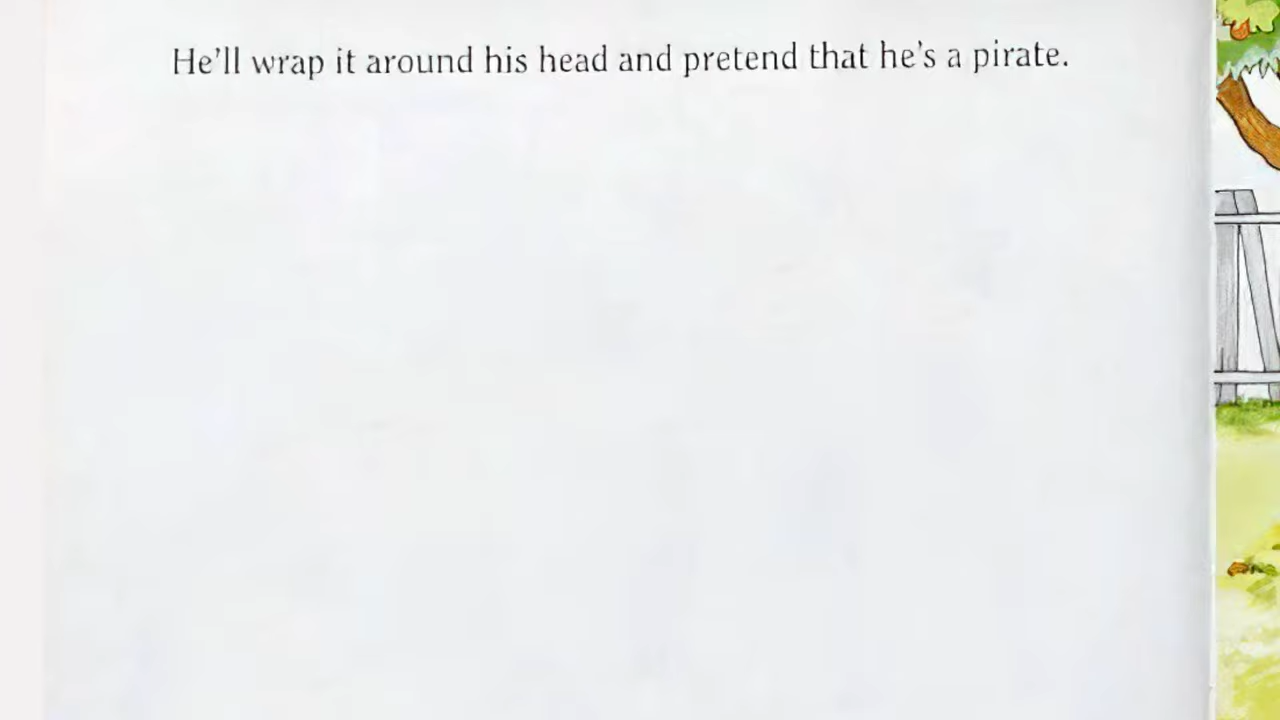 He’ll wrap it around his head and pretend that he’s a pirate.